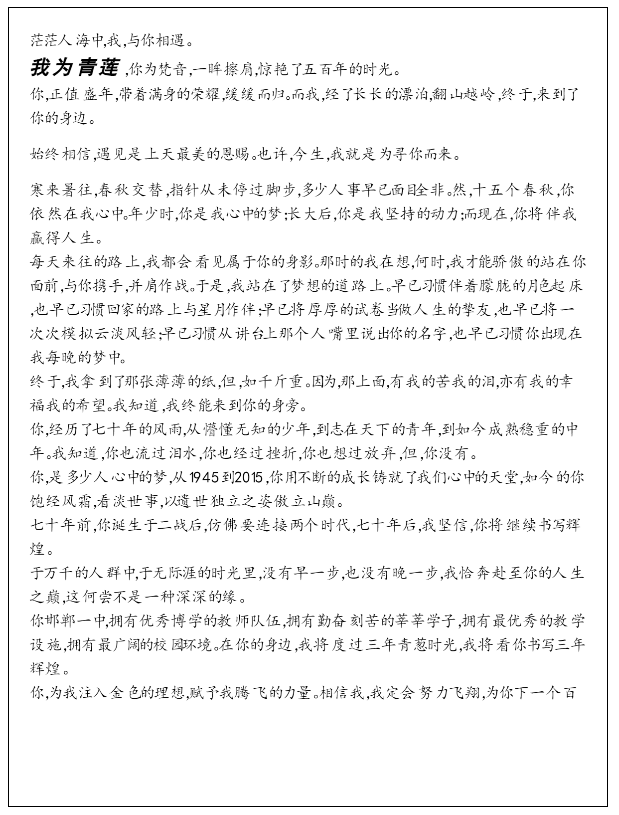 茫茫人海中,我,与你相遇。
我为青莲,你为梵音,一眸擦肩,惊艳了五百年的时光。
你,正值盛年,带着满身的荣耀,缓缓而归。而我,经了长长的漂泊,翻山越岭,终于,来到了
你的身边。
始终相信,遇见是上天最美的恩赐。也许,今生,我就是为寻你而来。
寒来暑往,春秋交替,指针从未停过脚步,多少人事早已面目全非。然,十五个春秋,你
依然在我心中。年少时,你是我心中的梦;长大后,你是我坚持的动力;而现在,你将伴我
赢得人生。
每天来往的路上,我都会看见属于你的身影。那时的我在想,何时,我才能骄傲的站在你
面前,与你携手,并肩作战。于是,我站在了梦想的道路上。早已习惯伴着朦胧的月色起床
,也早已习惯回家的路上与星月作伴;早已将厚厚的试卷当做人生的挚友,也早已将一
次次模拟云淡风轻;早已习惯从讲台上那个人嘴里说出你的名字,也早已习惯你出现在
我每晚的梦中。
终于,我拿到了那张薄薄的纸,但,如千斤重。因为,那上面,有我的苦我的泪,亦有我的幸
福我的希望。我知道,我终能来到你的身旁。
你,经历了七十年的风雨,从懵懂无知的少年,到志在天下的青年,到如今成熟稳重的中
年。我知道,你也流过泪水,你也经过挫折,你也想过放弃,但,你没有。
你,是多少人心中的梦,从1945到2015,你用不断的成长铸就了我们心中的天堂,如今的你
饱经风霜,看淡世事,以遗世独立之姿傲立山巅。
七十年前,你诞生于二战后,仿佛要连接两个时代,七十年后,我坚信,你将继续书写辉
煌。
于万千的人群中,于无际涯的时光里,没有早一步,也没有晚一步,我恰奔赴至你的人生
之巅,这何尝不是一种深深的缘。
你邯郸一中,拥有优秀博学的教师队伍,拥有勤奋刻苦的莘莘学子,拥有最优秀的教学
设施,拥有最广阔的校园环境。在你的身边,我将度过三年青葱时光,我将看你书写三年
辉煌。
你,为我注入金色的理想,赋予我腾飞的力量。相信我,我定会努力飞翔,为你下一个百